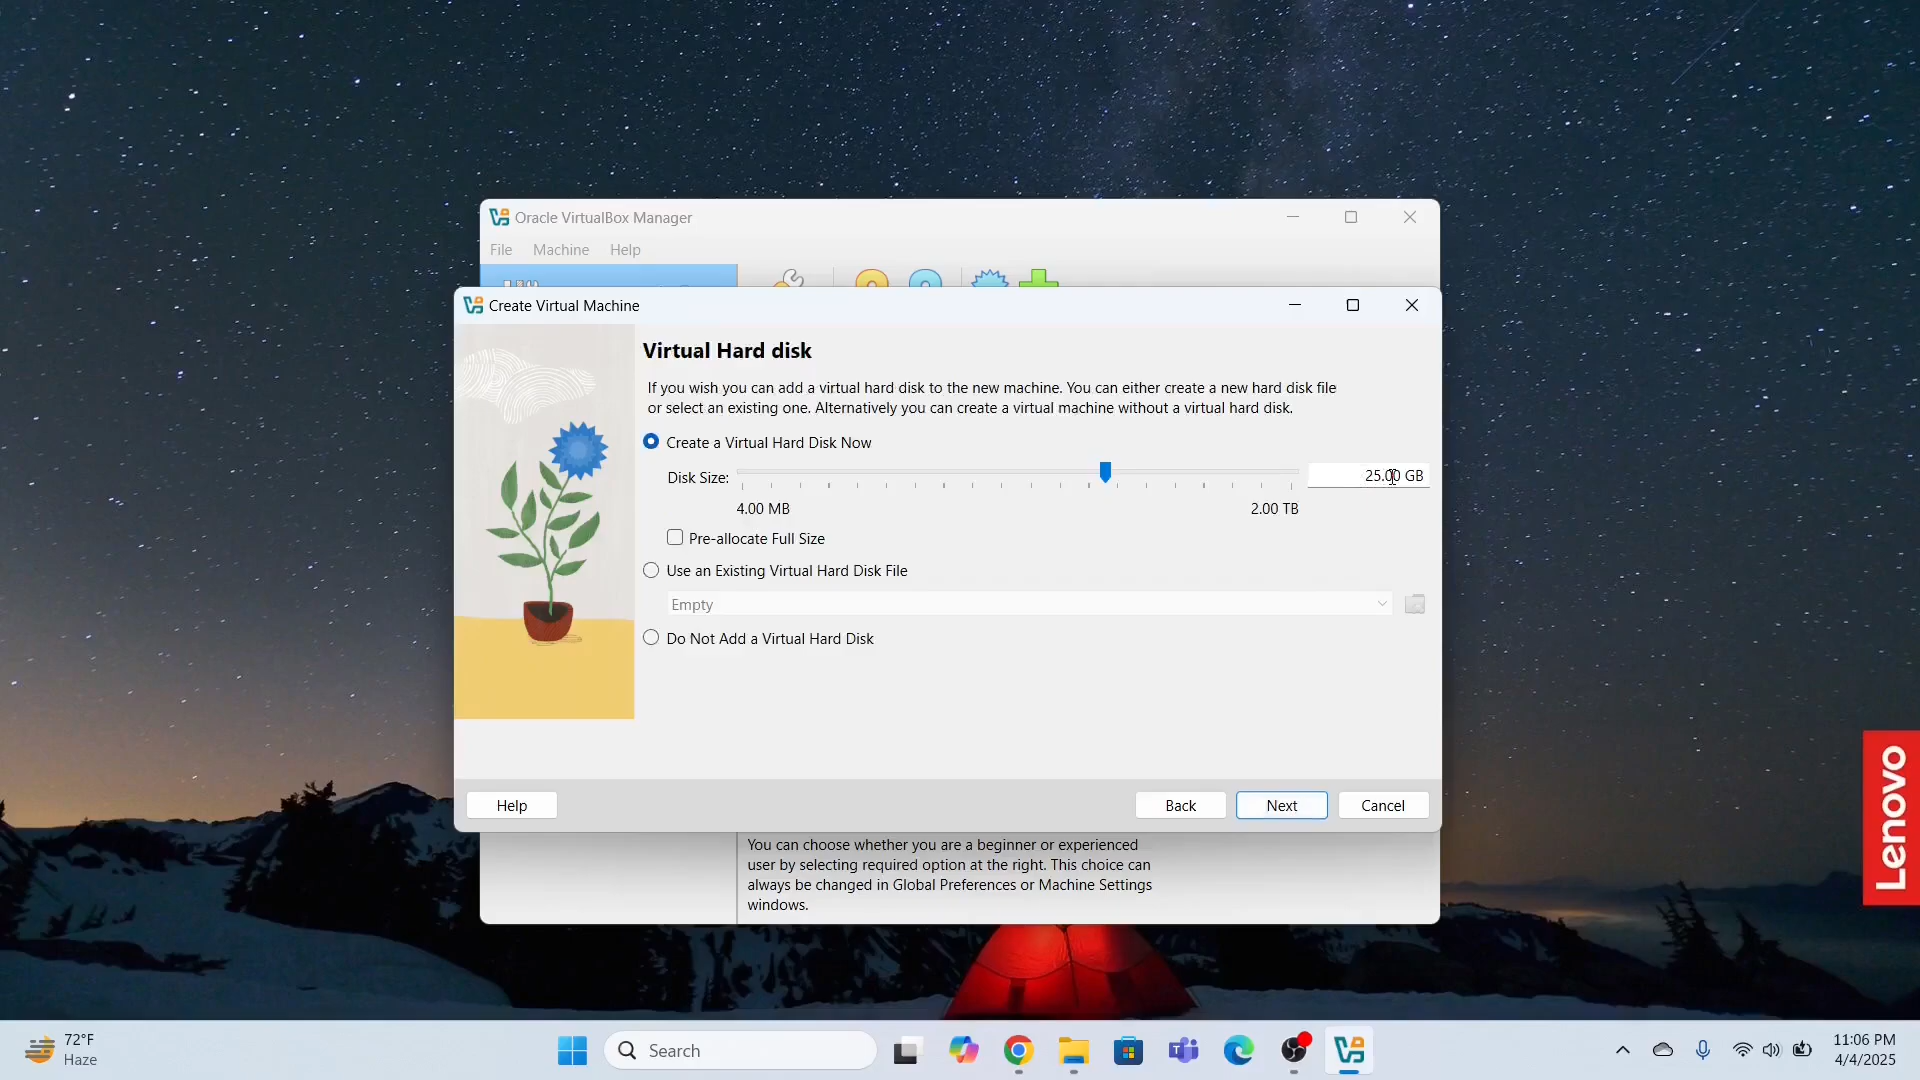 Oracle VirtualBox Manager
File Machine Help
Create Virtual Machine
Virtual Hard disk
If you wish you can add a virtual hard disk to the new machine. You can either create a new hard disk file
or select an existing one. Alternatively you can create a virtual machine without a virtual hard disk.
Create a Virtual Hard Disk Now
Disk Size:
25.00 GB
4.00 MB
2.00 TB
Pre-allocate Full Size
Use an Existing Virtual Hard Disk File
Empty
Do Not Add a Virtual Hard Disk
Help
Back
Next
Cancel
You can choose whether you are a beginner or experienced
user by selecting required option at the right. This choice can
always be changed in Global Preferences or Machine Settings
windows.
Lenovo
72°F
Haze
Search
11:06 PM
4/4/2025